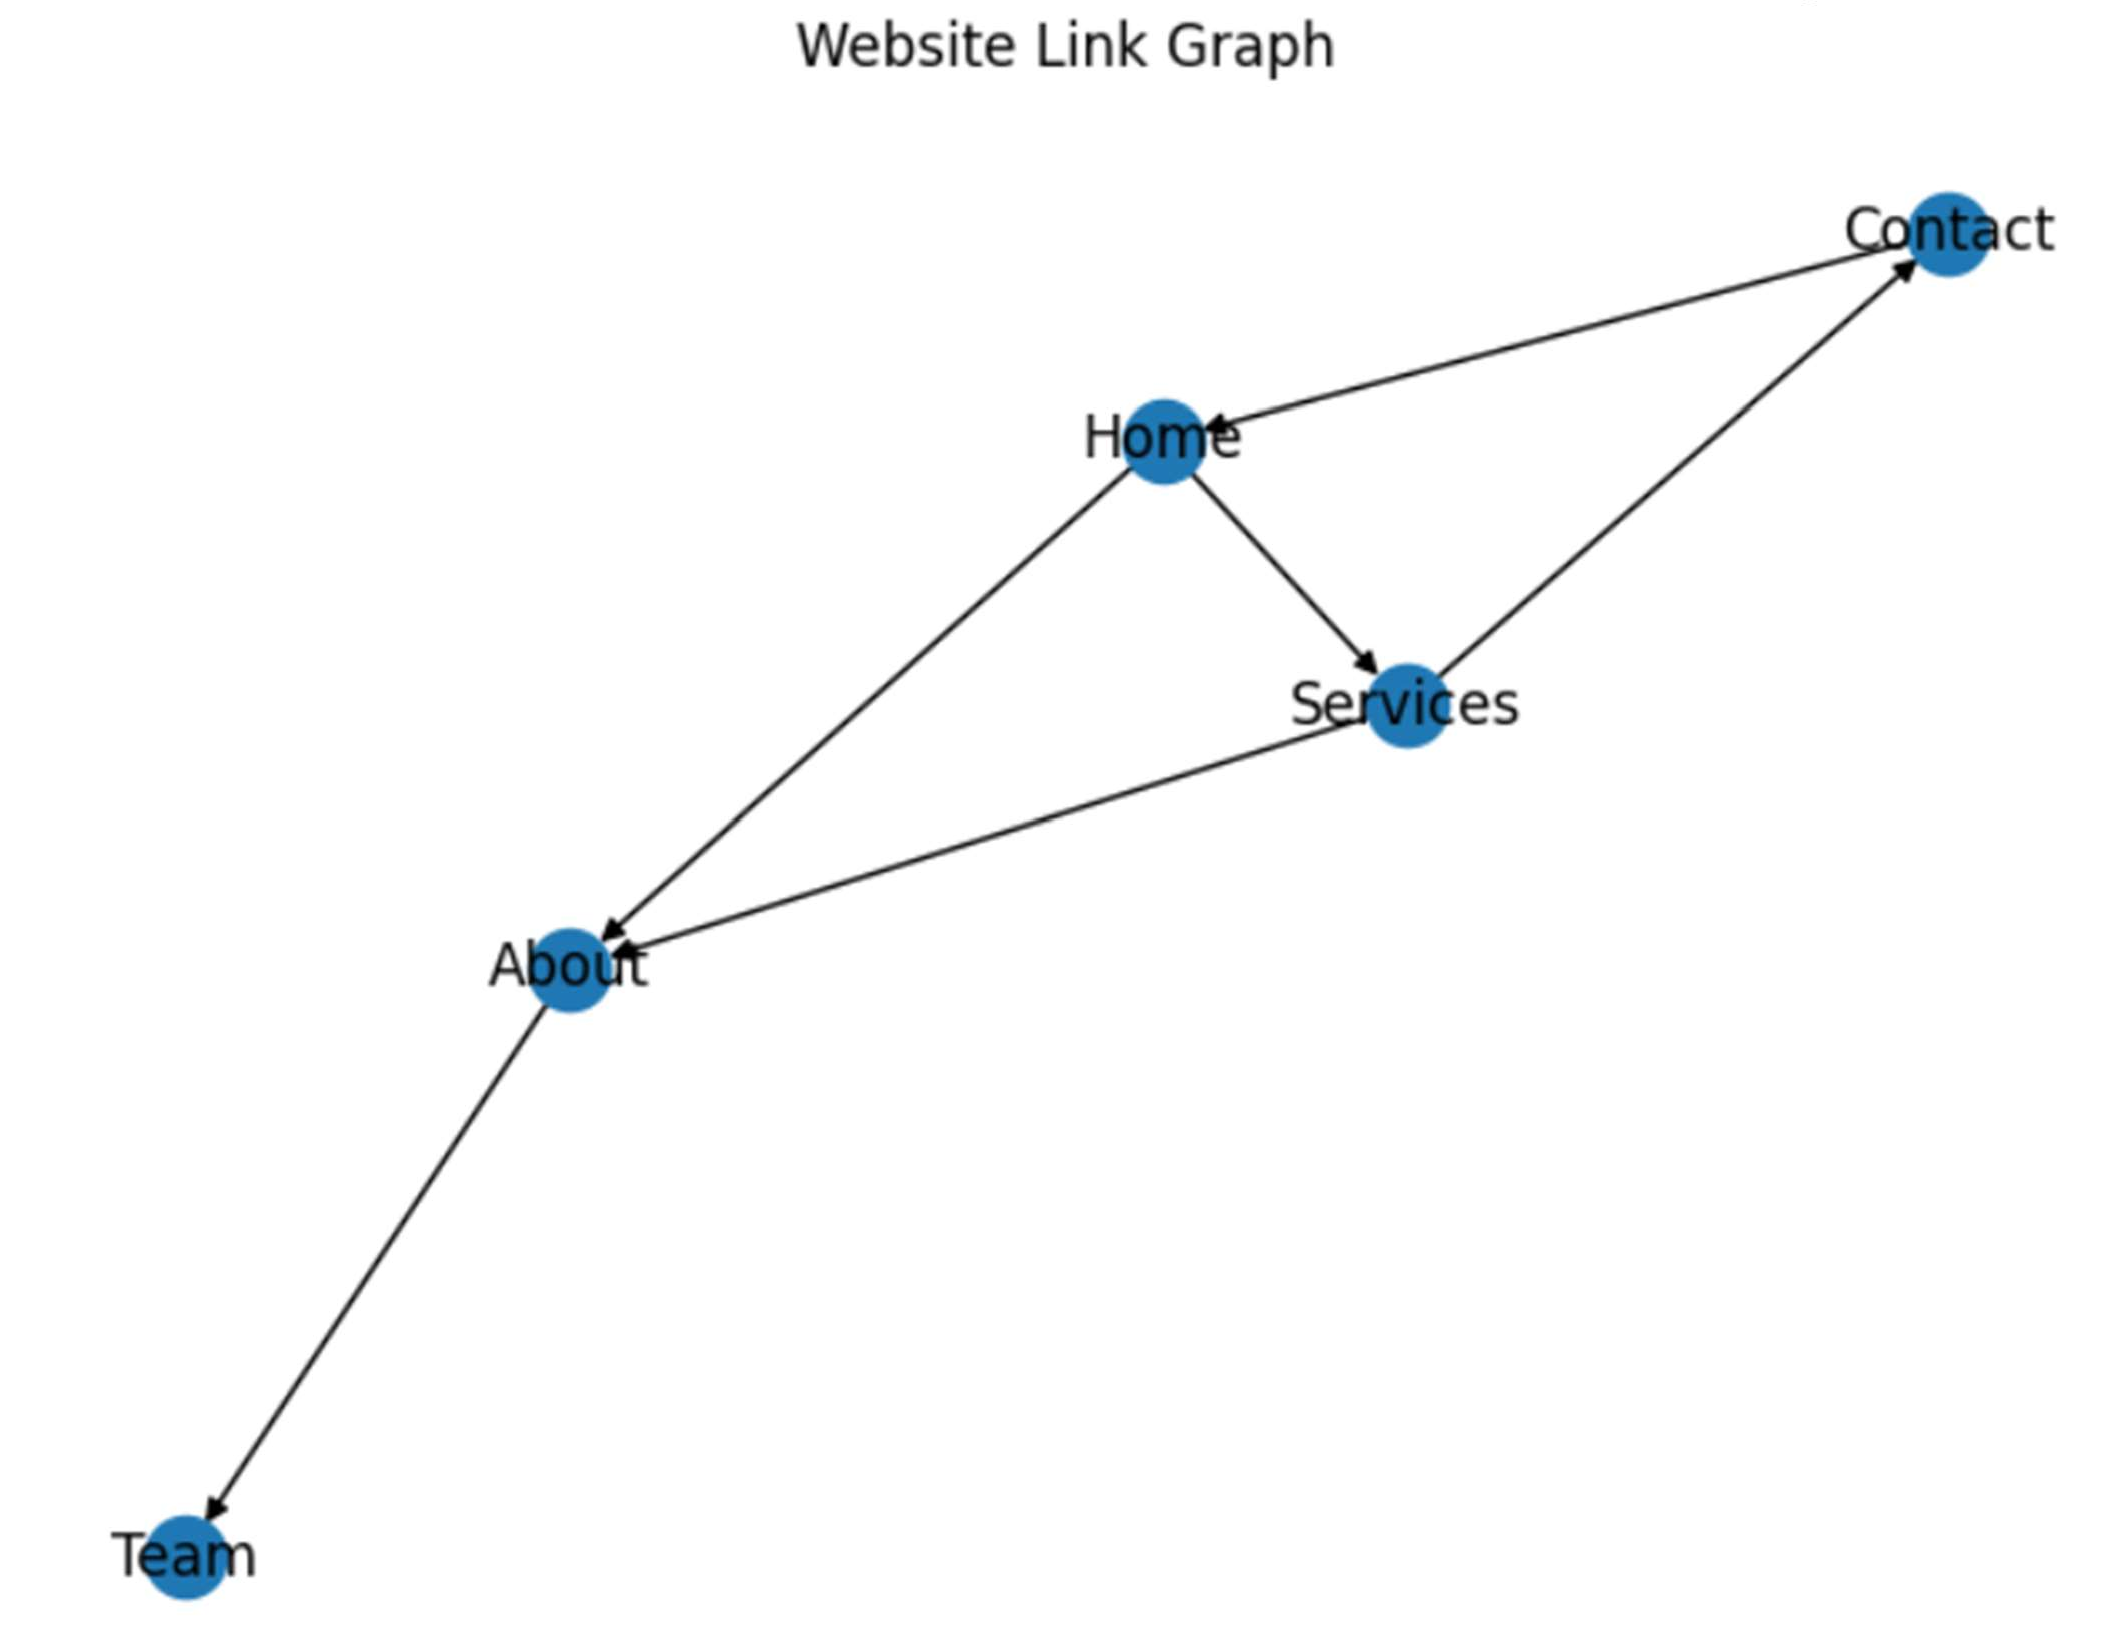 Website Link Graph
Contact
Home
Services
About
Team